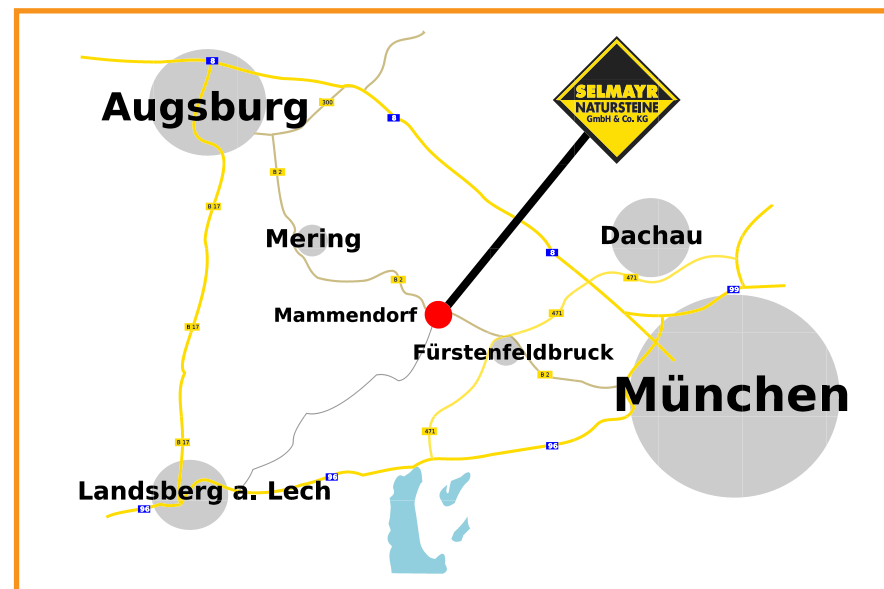 8
Augsburg
300
8
SELMAYR
NATURSTEINE
GmbH & Co. KG
B 2
B 17
Mering
Dachau
8
B 2
471
99
Mammendorf
471
B 17
Fürstenfeldbruck
B 2
München
471
B 17
96
96
Landsberg a. Lech
96